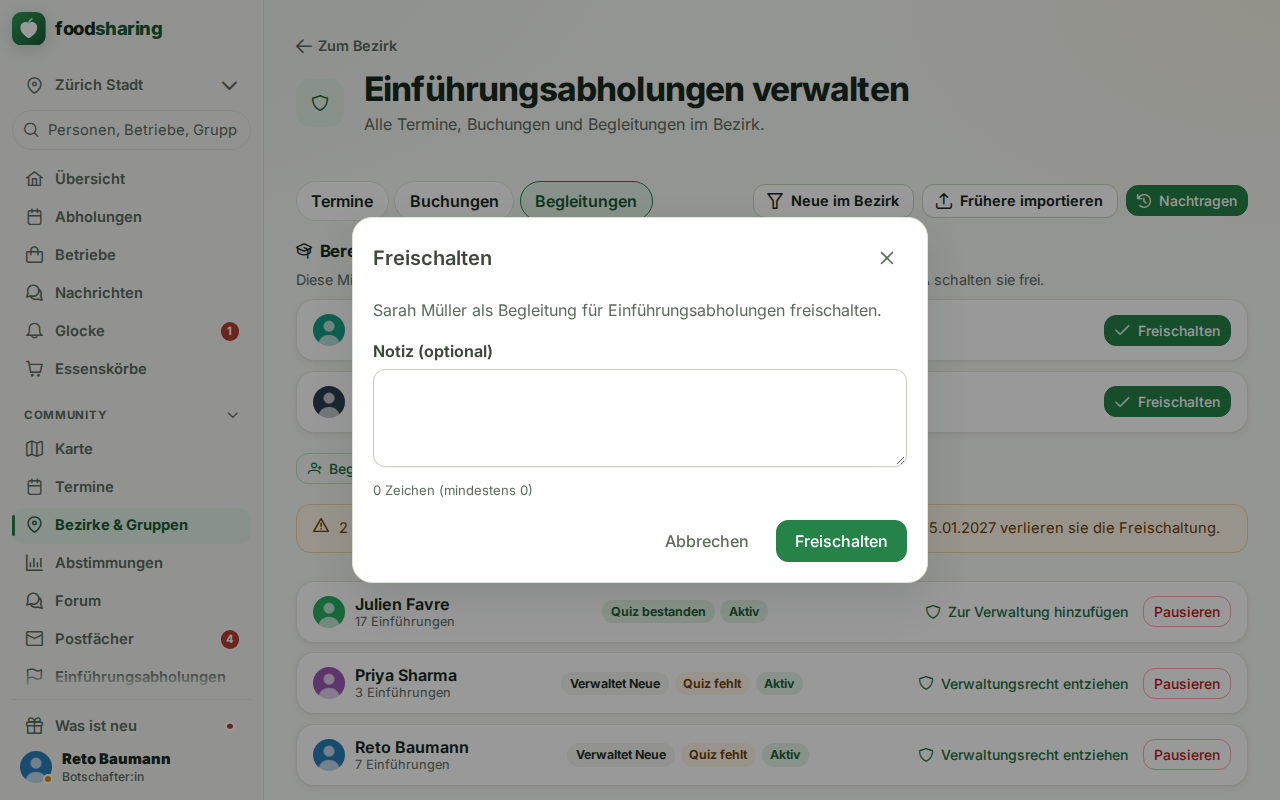 foodsharing
Zürich Stadt
Personen, Betriebe, Grupp
Übersicht
Abholungen
Betriebe
Nachrichten
Glocke 1
Essenskörbe
COMMUNITY
Karte
Termine
Bezirke & Gruppen
Abstimmungen
Forum
Postfächer 4
Einführungsabholungen
Was ist neu
Reto Baumann
Botschafter:in
Zum Bezirk
Einführungsabholungen verwalten
Alle Termine, Buchungen und Begleitungen im Bezirk.
Termine Buchungen Begleitungen Neue im Bezirk Frühere importieren Nachtragen
schalten sie frei.
Freischalten
Freischalten
2 5.01.2027 verlieren sie die Freischaltung.
Freischalten
Sarah Müller als Begleitung für Einführungsabholungen freischalten.
Notiz (optional)
0 Zeichen (mindestens 0)
Abbrechen Freischalten
Julien Favre
17 Einführungen
Quiz bestanden Aktiv Zur Verwaltung hinzufügen Pausieren
Priya Sharma
3 Einführungen
Verwaltet Neue Quiz fehlt Aktiv Verwaltungsrecht entziehen Pausieren
Reto Baumann
7 Einführungen
Verwaltet Neue Quiz fehlt Aktiv Verwaltungsrecht entziehen Pausieren